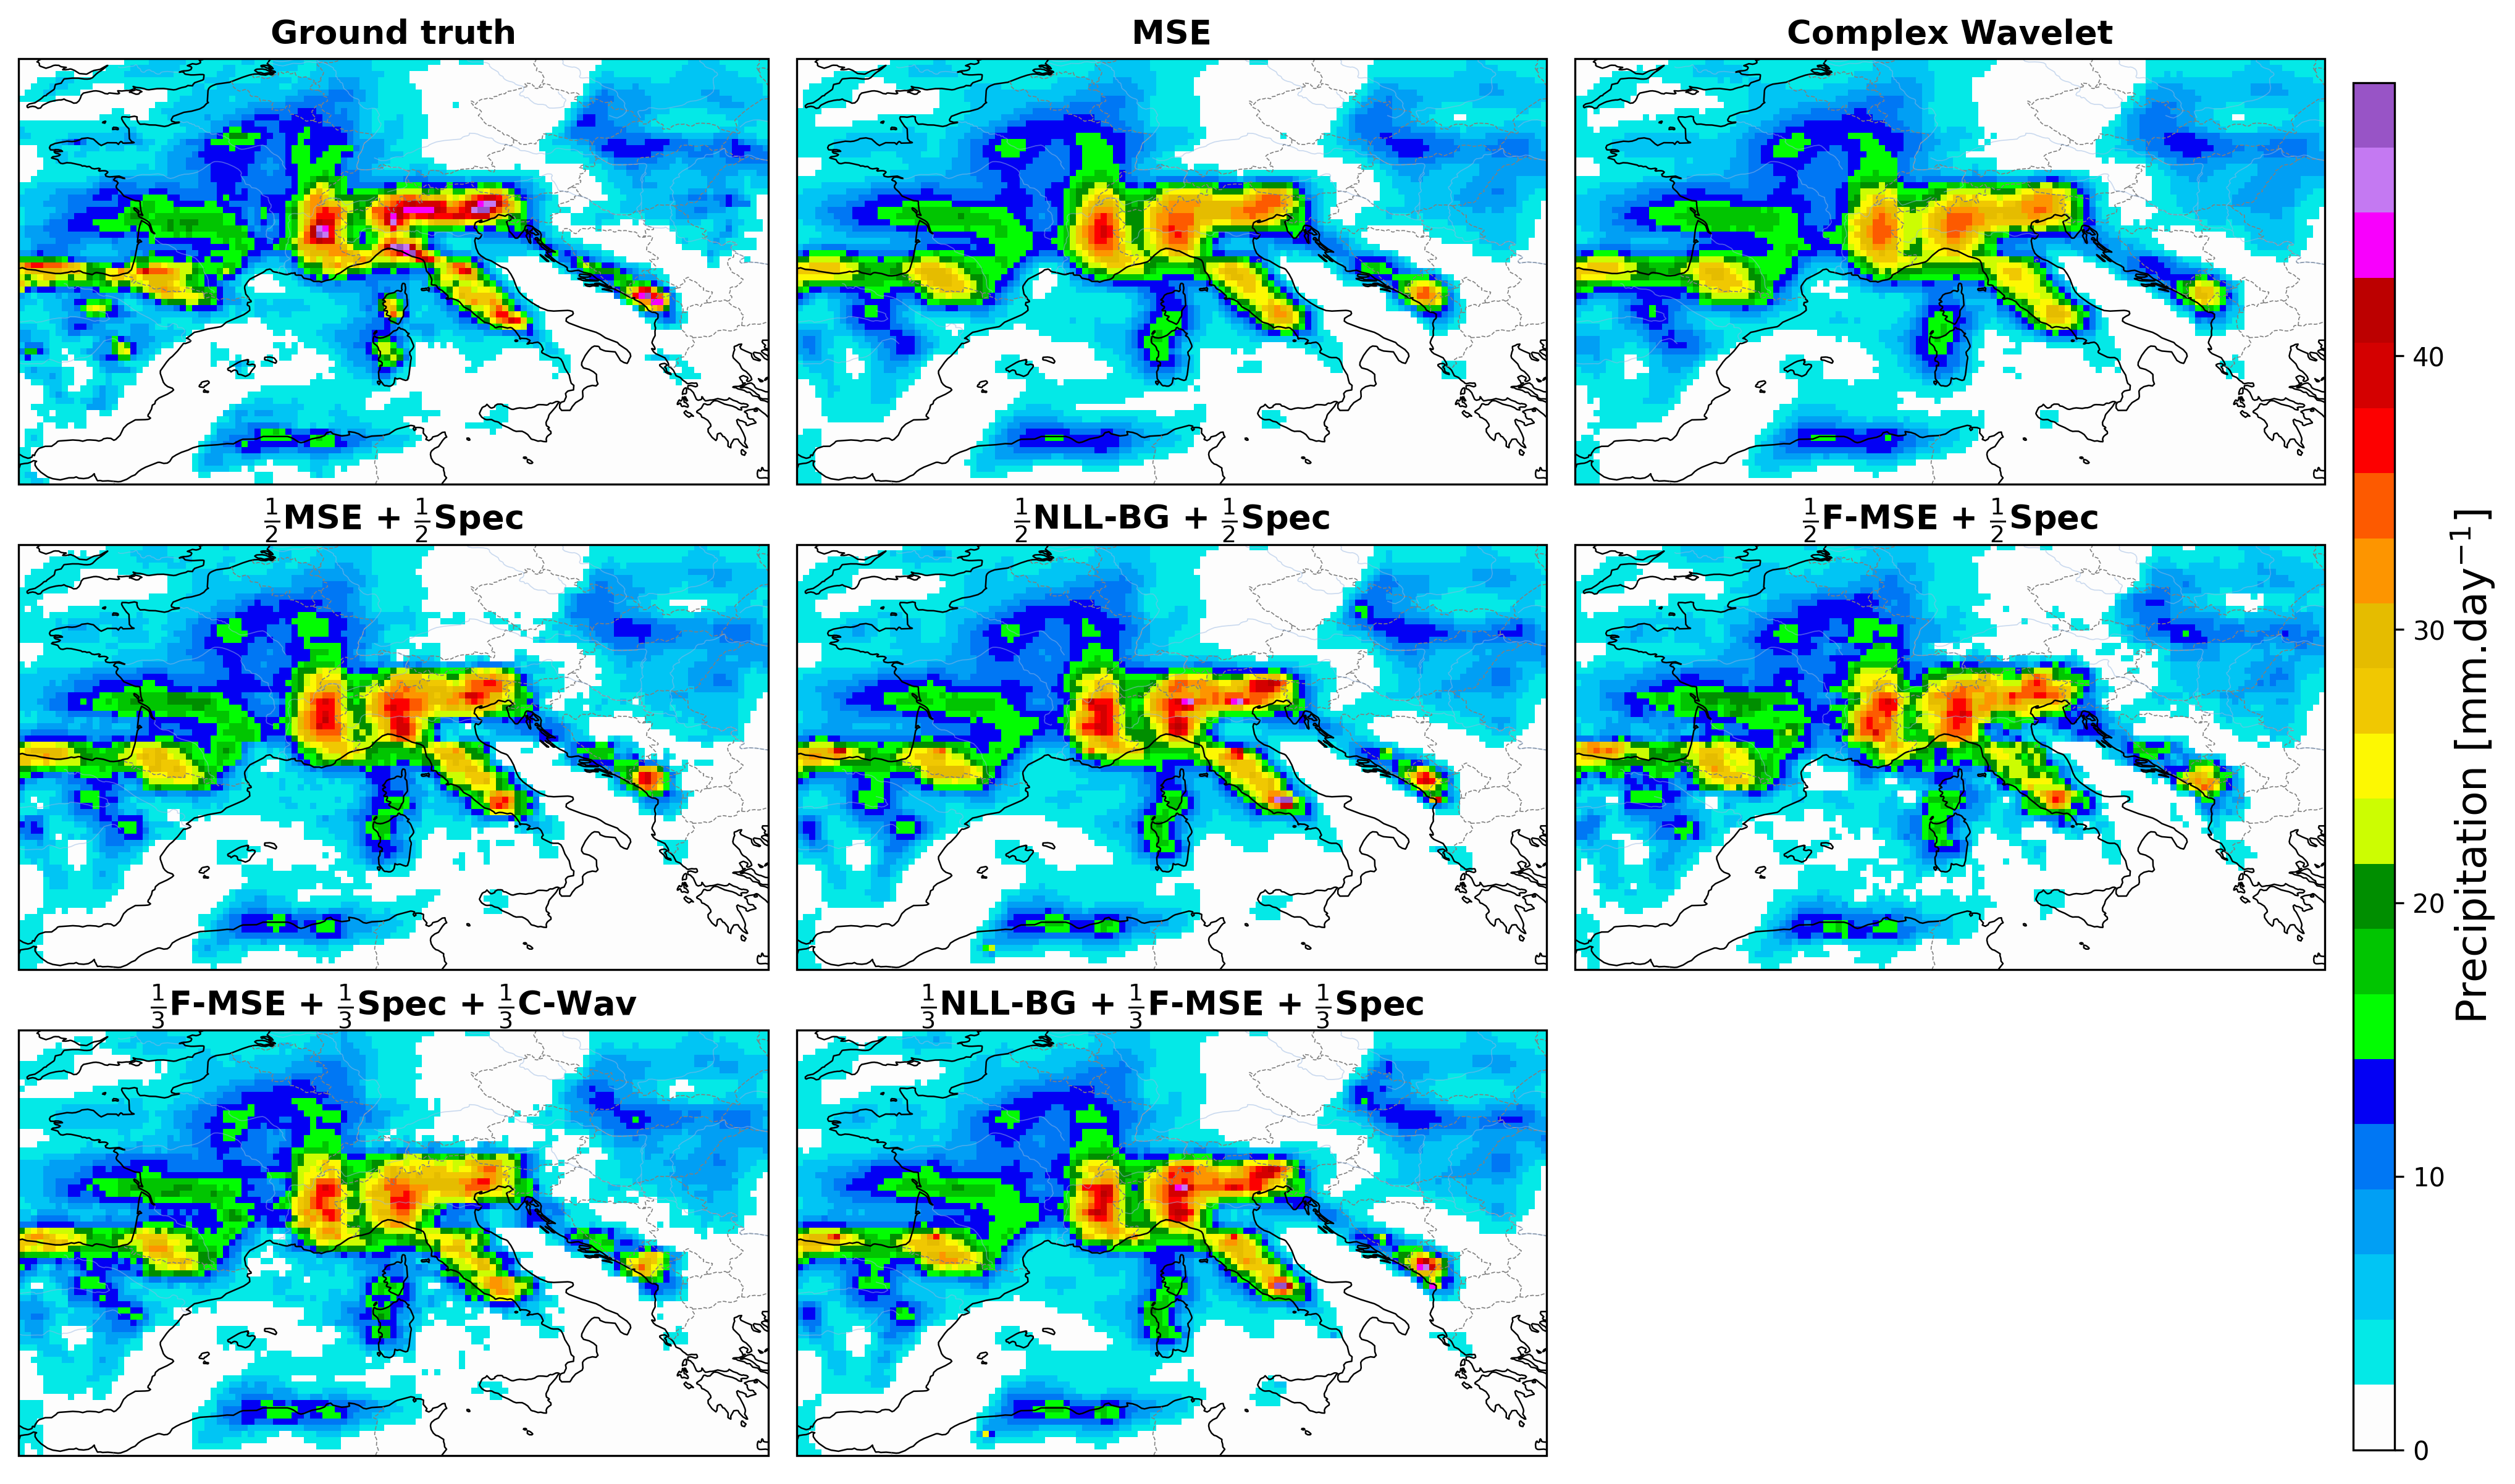 Ground truth
MSE
Complex Wavelet
½MSE + ½Spec
½NLL-BG + ½Spec
½F-MSE + ½Spec
⅓F-MSE + ⅓Spec + ⅓C-Wav
⅓NLL-BG + ⅓F-MSE + ⅓Spec
40
30
20
10
0
Precipitation [mm.day⁻¹]